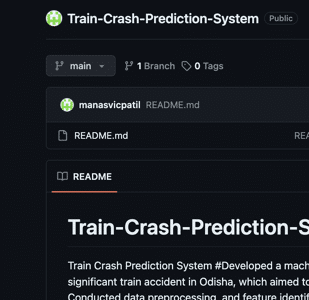 Train-Crash-Prediction-System Public
main 1 Branch 0 Tags
manasvicpatil README.md
README.md
README
Train-Crash-Prediction-S
Train Crash Prediction System #Developed a mach
significant train accident in Odisha, which aimed to
Conducted data preprocessing, and feature identif